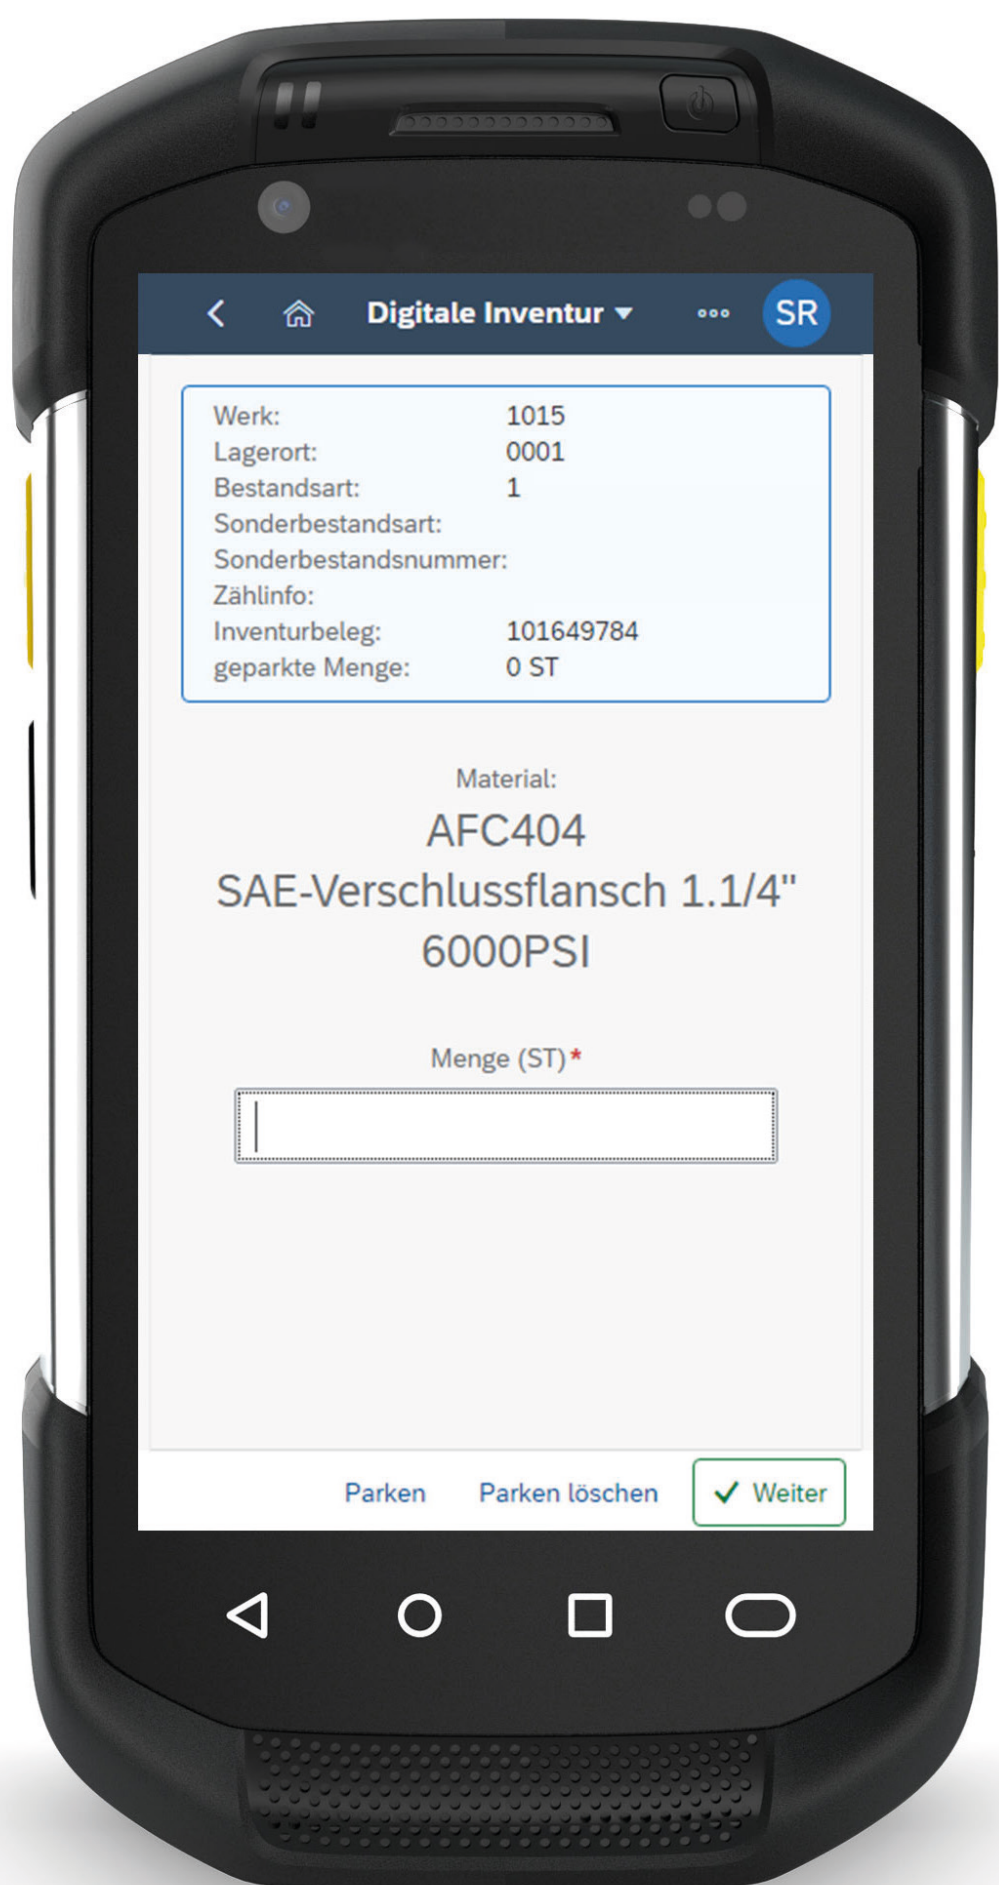 Digitale Inventur
SR
Werk: 1015
Lagerort: 0001
Bestandsart: 1
Sonderbestandsart:
Sonderbestandsnummer:
Zählinfo:
Inventurbeleg: 101649784
geparkte Menge: 0 ST
Material:
AFC404
SAE-Verschlussflansch 1.1/4"
6000PSI
Menge (ST)*
Parken Parken löschen Weiter